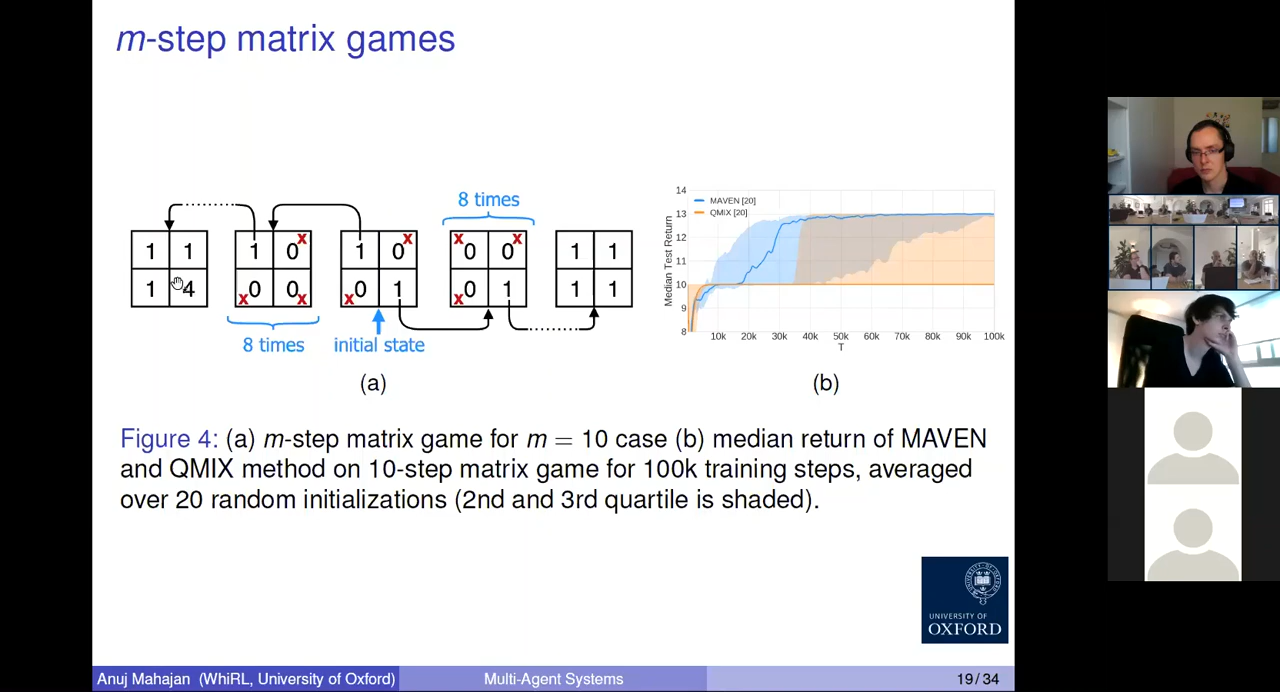 m-step matrix games
8 times
1 1
1 4
1 0 x
x 0 0 x
1 0 x
x 0 1
x 0 0 x
x 0 1
1 1
1 1
8 times
initial state
(a)
14
13
12
11
10
9
8
Median Test Return
MAVEN [20]
QMIX [20]
10k 20k 30k 40k 50k 60k 70k 80k 90k 100k
T
(b)
Figure 4: (a) m-step matrix game for m = 10 case (b) median return of MAVEN
and QMIX method on 10-step matrix game for 100k training steps, averaged
over 20 random initializations (2nd and 3rd quartile is shaded).
UNIVERSITY OF
OXFORD
Anuj Mahajan (WhiRL, University of Oxford) Multi-Agent Systems 19/34